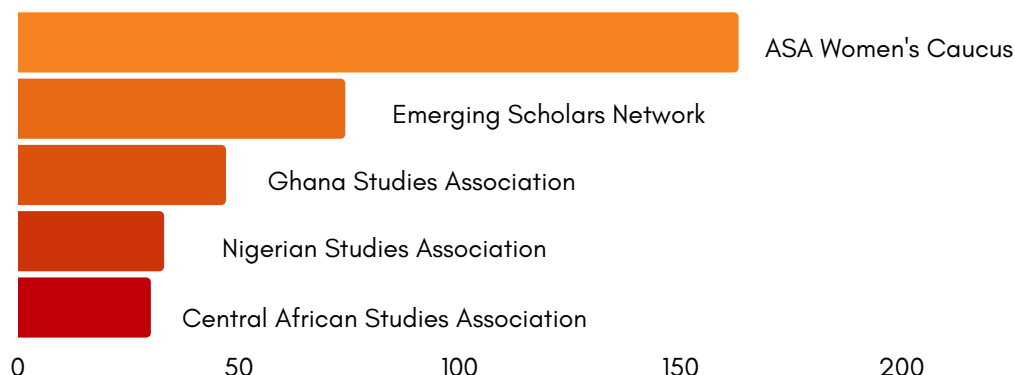 ASA Women's Caucus
Emerging Scholars Network
Ghana Studies Association
Nigerian Studies Association
Central African Studies Association
0 50 100 150 200